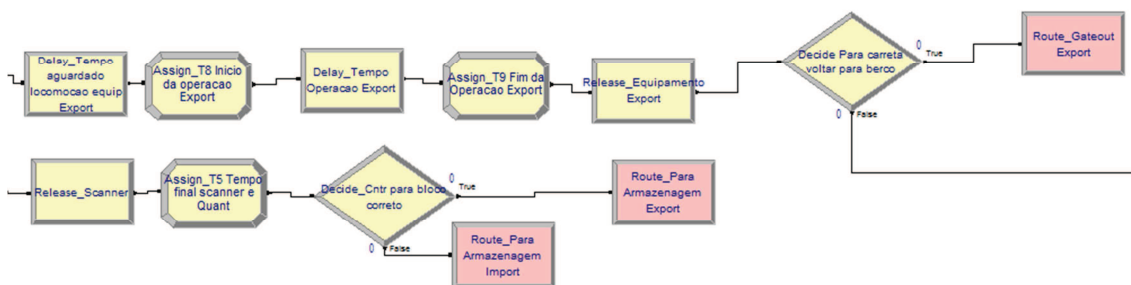 Delay_Tempo
aguardado
locomocao equip
Export
Assign_T8 Inicio
da operacao
Export
Delay_Tempo
Operacao Export
Assign_T9 Fim da
Operacao Export
Release_Equipamento
Export
Decide Para carreta
voltar para berco
0
True
0
False
Route_Gateout
Export
Release_Scanner
Assign_T5 Tempo
final scanner e
Quant
Decide_Cntr para bloco
correto
0
True
0
False
Route_Para
Armazenagem
Export
Route_Para
Armazenagem
Import